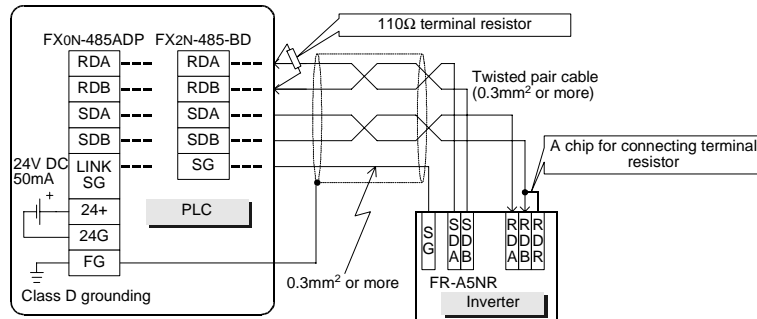 110Ω terminal resistor
FX0N-485ADP FX2N-485-BD
RDA RDA
RDB RDB
SDA SDA
SDB SDB
LINK SG SG
24+
24G
FG
24V DC
50mA
+
PLC
Class D grounding
Twisted pair cable
(0.3mm2 or more)
A chip for connecting terminal
resistor
0.3mm2 or more
SG SDA SDB RDA RDB RDR
FR-A5NR
Inverter